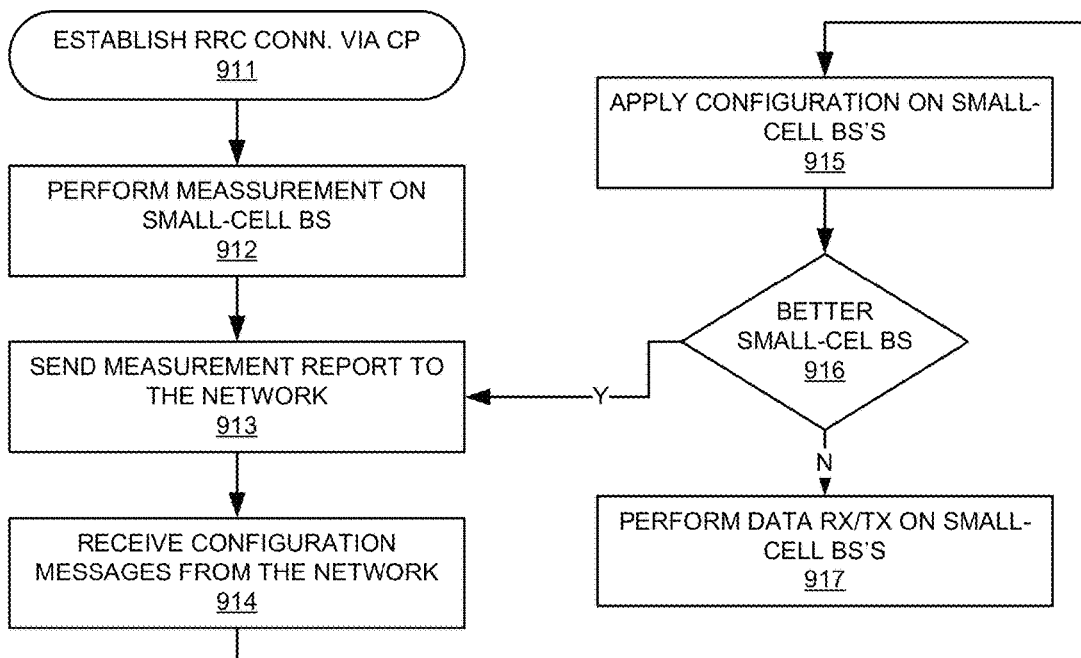 ESTABLISH RRC CONN. VIA CP
911
PERFORM MEASSUREMENT ON
SMALL-CELL BS
912
SEND MEASUREMENT REPORT TO
THE NETWORK
913
RECEIVE CONFIGURATION
MESSAGES FROM THE NETWORK
914
APPLY CONFIGURATION ON SMALL-
CELL BS'S
915
BETTER
SMALL-CEL BS
916
Y
N
PERFORM DATA RX/TX ON SMALL-
CELL BS'S
917